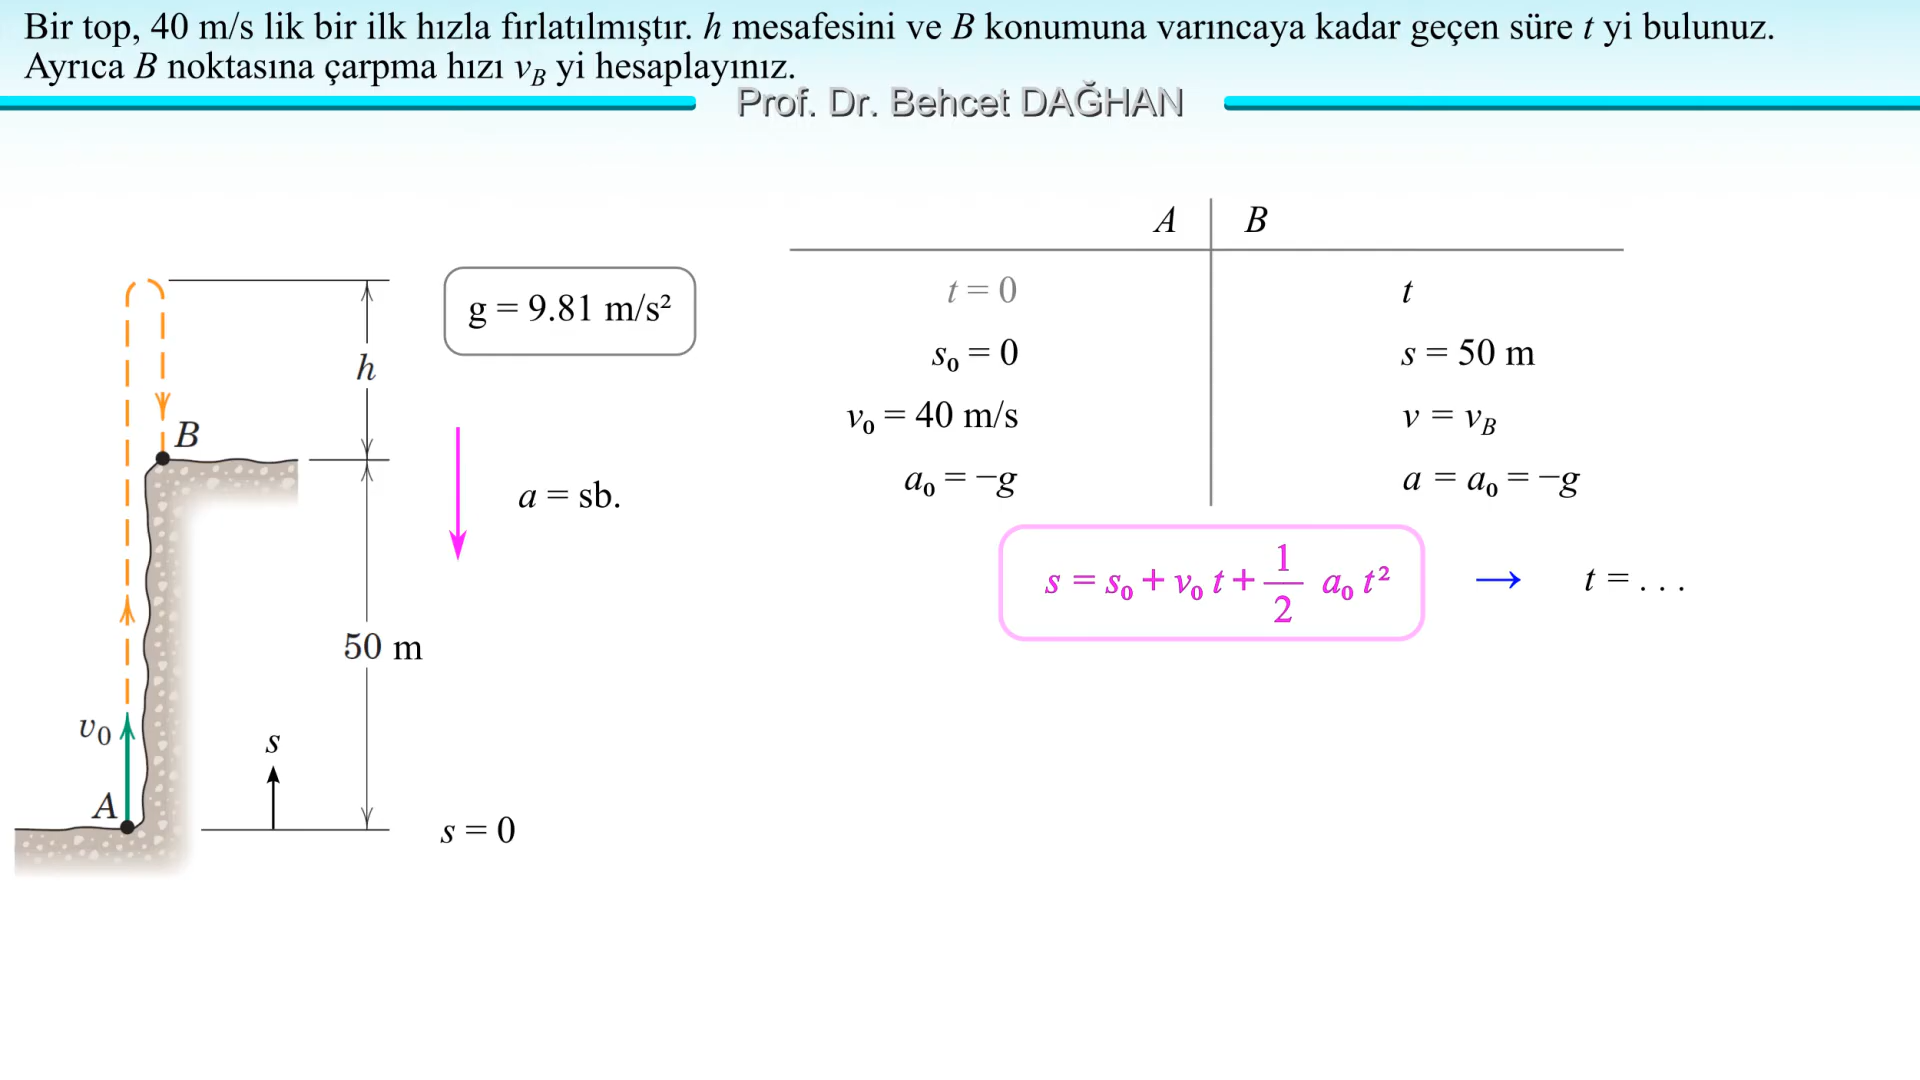 Bir top, 40 m/s lik bir ilk hızla fırlatılmıştır. h mesafesini ve B konumuna varıncaya kadar geçen süre t yi bulunuz.
Ayrıca B noktasına çarpma hızı v_B yi hesaplayınız.
Prof. Dr. Behcet DAĞHAN
A B
g = 9.81 m/s²
t = 0
t
s₀ = 0
s = 50 m
h
v₀ = 40 m/s
v = v_B
B
a₀ = −g
a = a₀ = −g
a = sb.
s = s₀ + v₀ t + 1/2 a₀ t²
→ t = . . .
50 m
v₀
s
A
s = 0